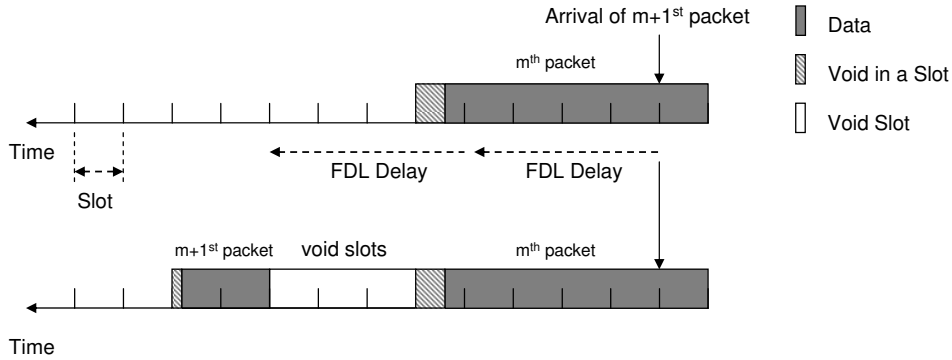 Arrival of m+1st packet
Data
mth packet
Void in a Slot
Void Slot
Time
FDL Delay
FDL Delay
Slot
m+1st packet
void slots
mth packet
Time